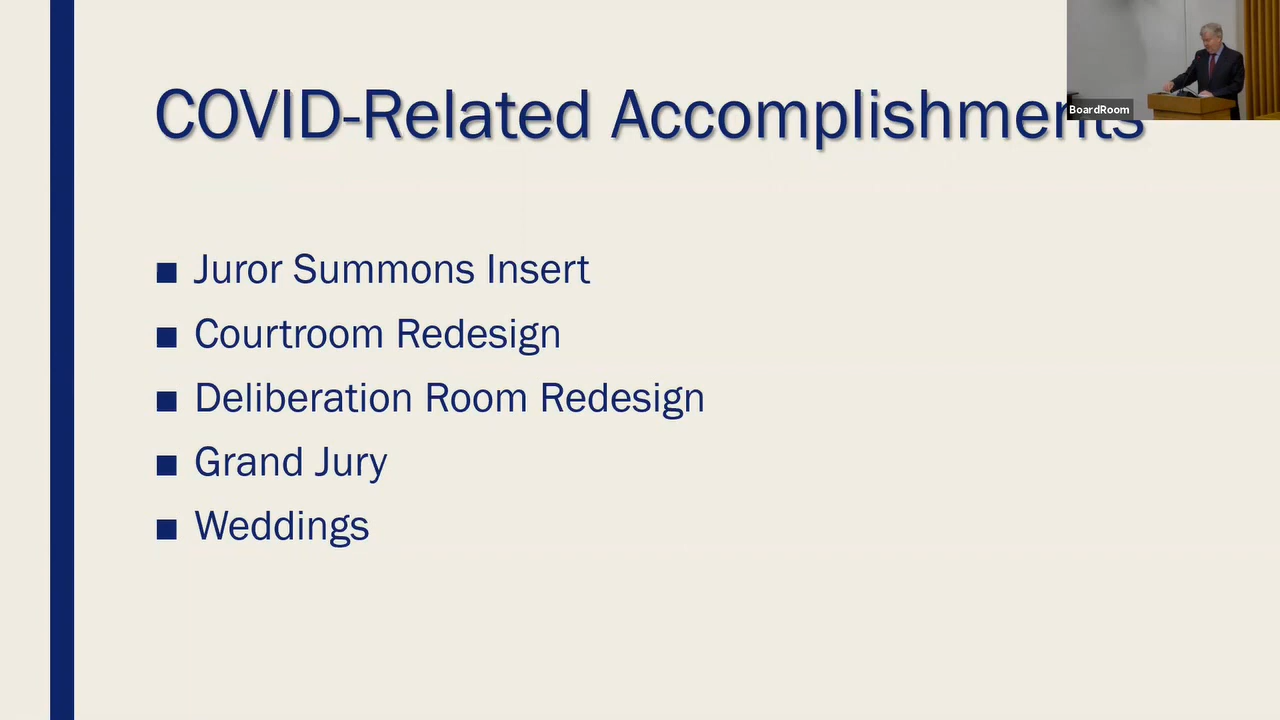 COVID-Related Accomplishments
BoardRoom
Juror Summons Insert
Courtroom Redesign
Deliberation Room Redesign
Grand Jury
Weddings